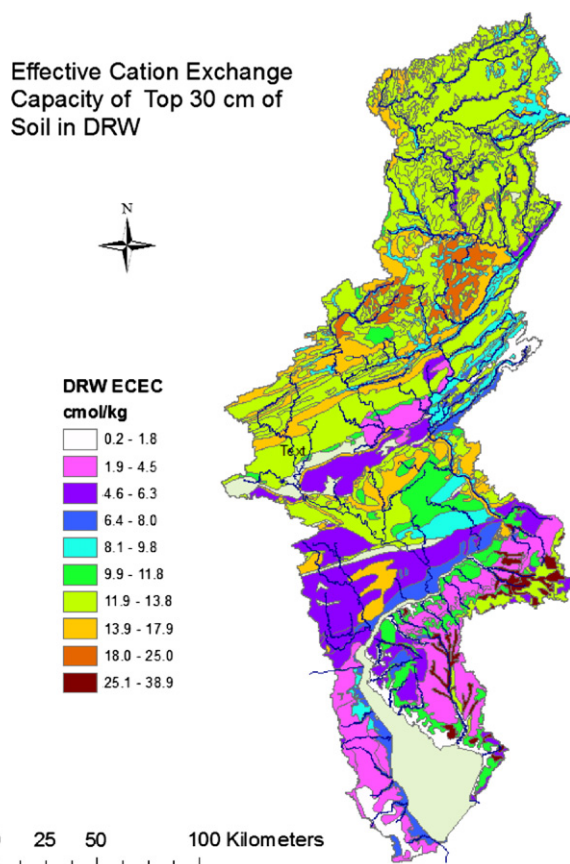 Effective Cation Exchange
Capacity of Top 30 cm of
Soil in DRW
N
DRW ECEC
cmol/kg
0.2 - 1.8
1.9 - 4.5
4.6 - 6.3
6.4 - 8.0
8.1 - 9.8
9.9 - 11.8
11.9 - 13.8
13.9 - 17.9
18.0 - 25.0
25.1 - 38.9
Text
25 50 100 Kilometers